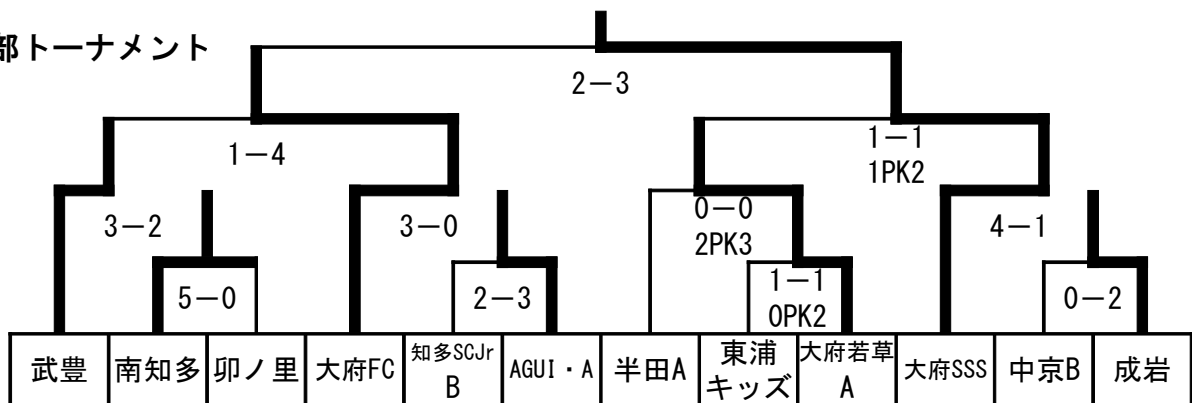 部トーナメント
2－3
1－4
1－1
1PK2
3－2
3－0
0－0
2PK3
4－1
5－0
2－3
1－1
0PK2
0－2
武豊
南知多
卯ノ里
大府FC
知多SCJr
B
AGUI・A
半田A
東浦
キッズ
大府若草
A
大府SSS
中京B
成岩